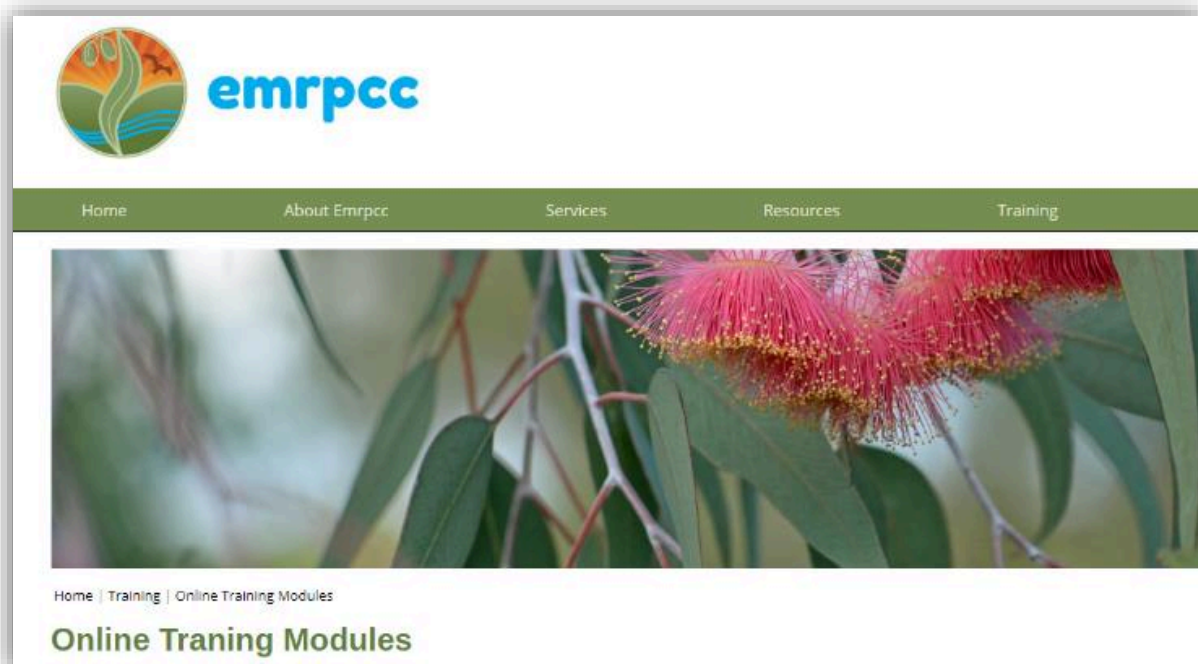 emrpcc
Home About Emrpcc Services Resources Training
Home | Training | Online Training Modules
Online Traning Modules